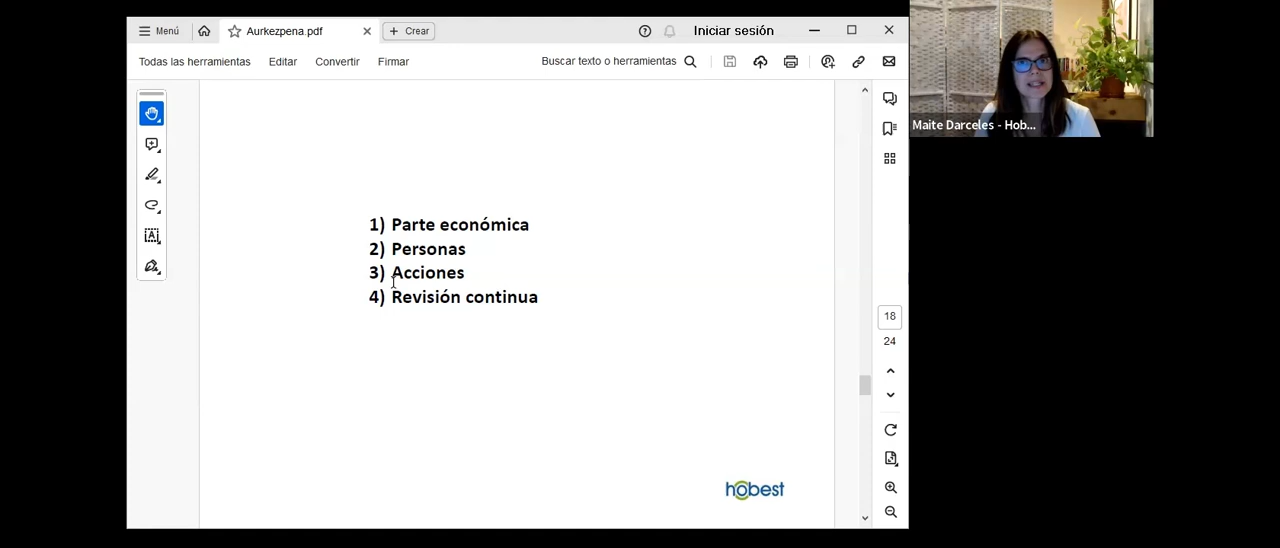 Menú
Aurkezpena.pdf
Crear
Iniciar sesión
Todas las herramientas
Editar
Convertir
Firmar
Buscar texto o herramientas
Maite Darceles - Hob...
1) Parte económica
2) Personas
3) Acciones
4) Revisión continua
18
24
hobest